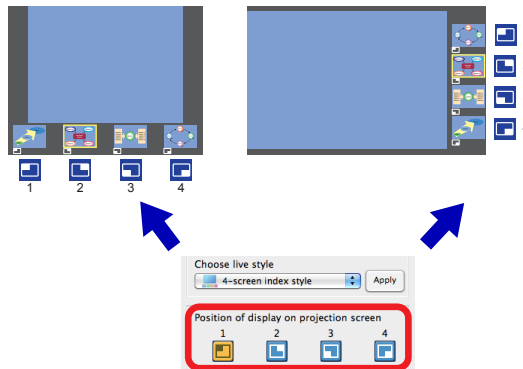 1 2 3 4
Choose live style
4-screen index style
Apply
Position of display on projection screen
1 2 3 4